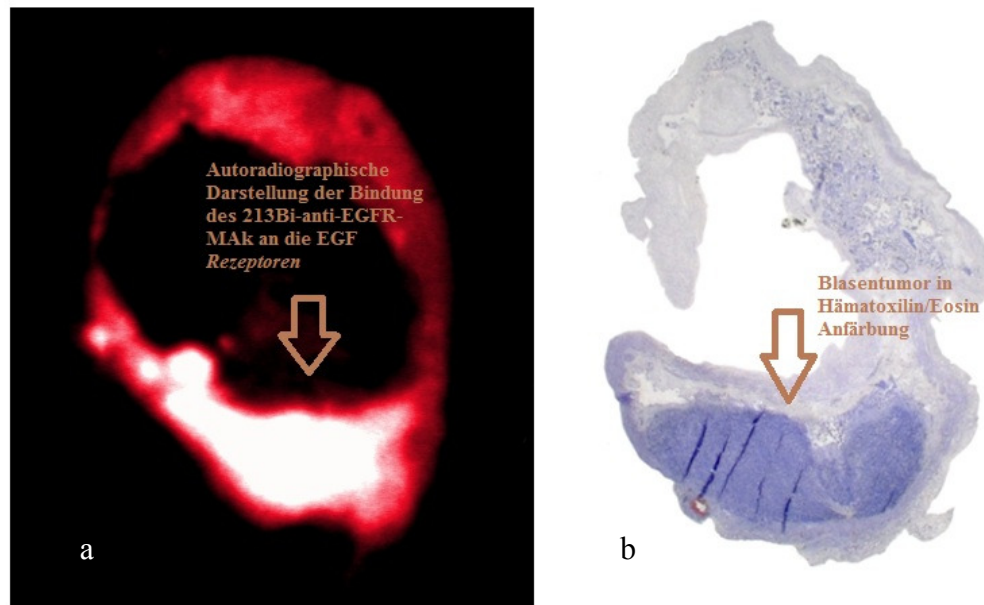 Autoradiographische
Darstellung der Bindung
des 213Bi-anti-EGFR-
MAk an die EGF
Rezeptoren
a
Blasentumor in
Hämatoxilin/Eosin
Anfärbung
b